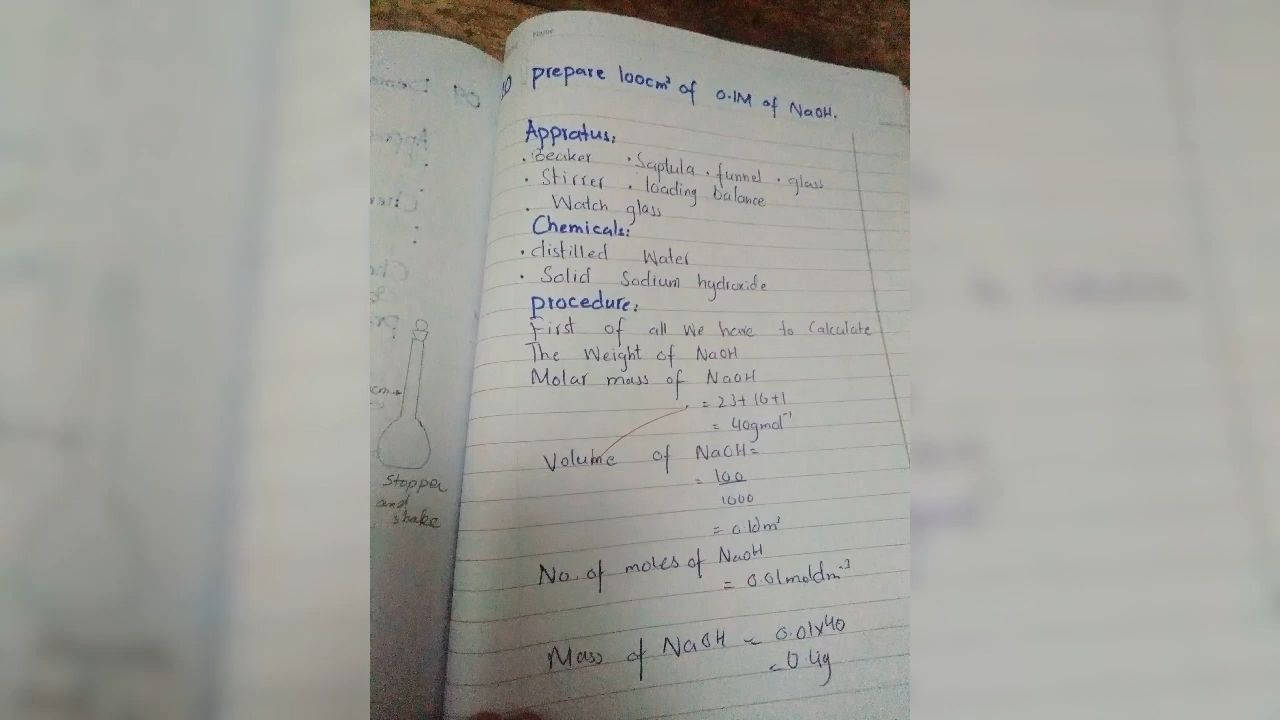 prepare 100cm³ of 0.1M of NaOH.
Appratus:
• Beaker • Saptula • funnel • glass
• Stirrer • loading balance
• Watch glass
Chemicals:
• distilled Water
• Solid Sodium hydroxide
procedure:
First of all We have to Calculate
The Weight of NaOH
Molar mass of NaOH
= 23+16+1
= 40gmol⁻¹
Volume of NaOH=
= 100
1000
= 0.1dm³
No. of moles of NaOH
= 0.01moldm⁻³
Mass of NaOH = 0.01x40
= 0.4g
cm³
Stopper
and
shake